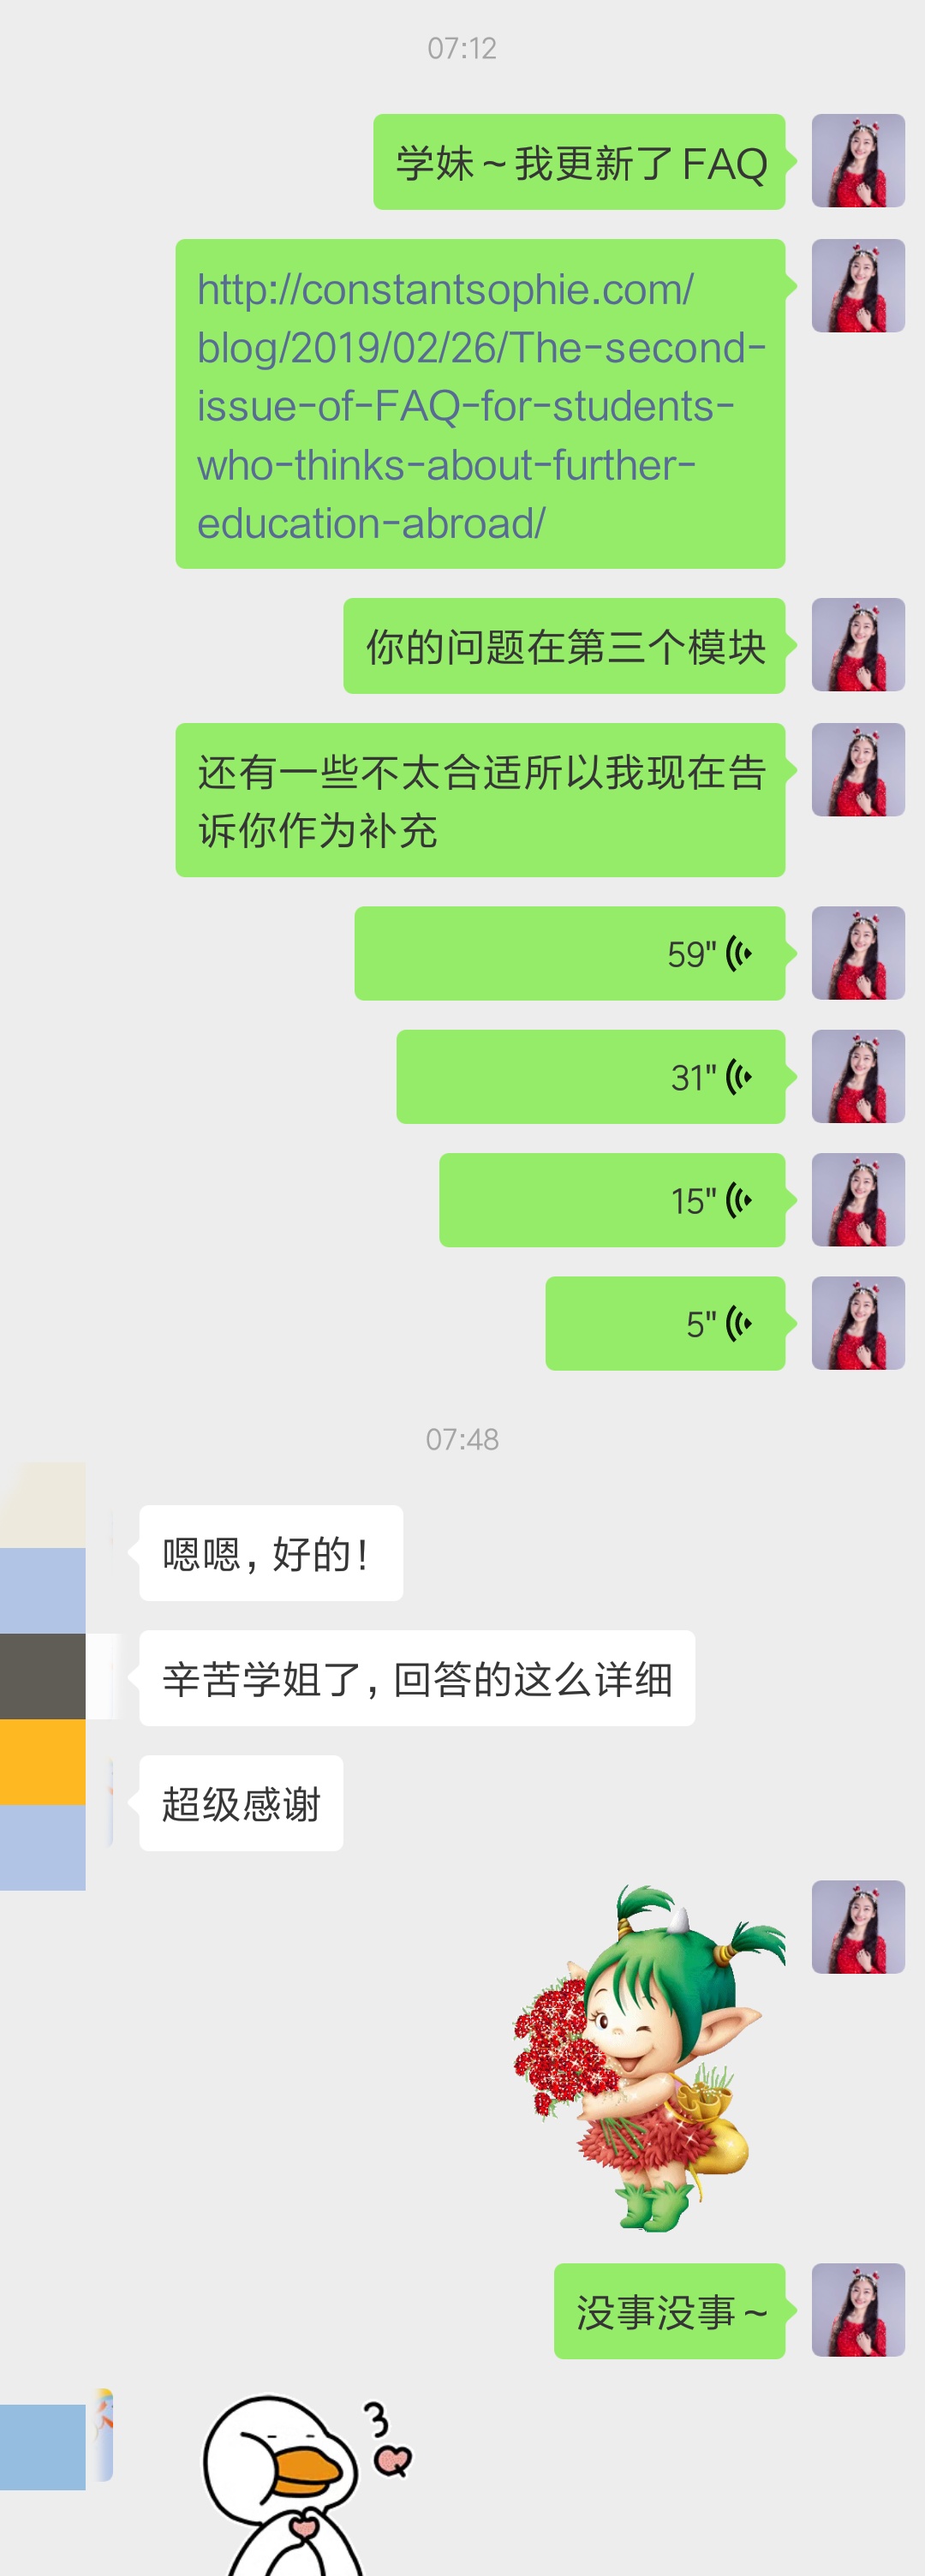 07:12
学妹~我更新了FAQ
http://constantsophie.com/
blog/2019/02/26/The-second-
issue-of-FAQ-for-students-
who-thinks-about-further-
education-abroad/
你的问题在第三个模块
还有一些不太合适所以我现在告
诉你作为补充
59"
31"
15"
5"
07:48
嗯嗯，好的！
辛苦学姐了，回答的这么详细
超级感谢
没事没事~
3